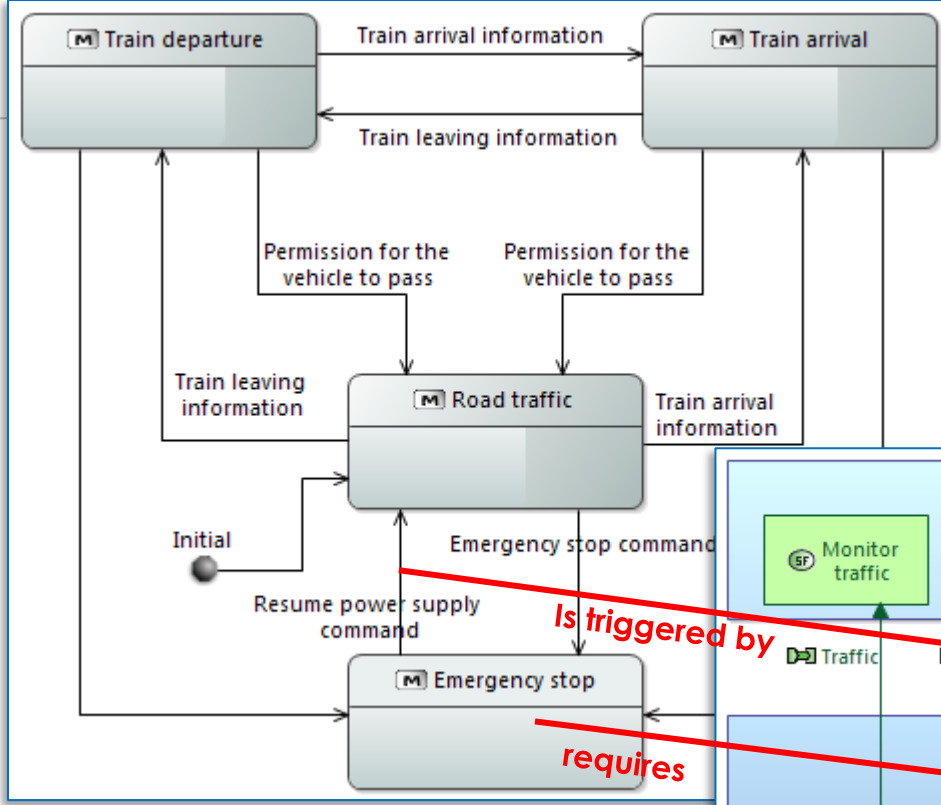 M Train departure
Train arrival information
M Train arrival
Train leaving information
Permission for the
vehicle to pass
Permission for the
vehicle to pass
Train leaving
information
M Road traffic
Train arrival
information
Initial
Emergency stop command
SF Monitor
traffic
Resume power supply
command
Is triggered by
Traffic
M Emergency stop
requires